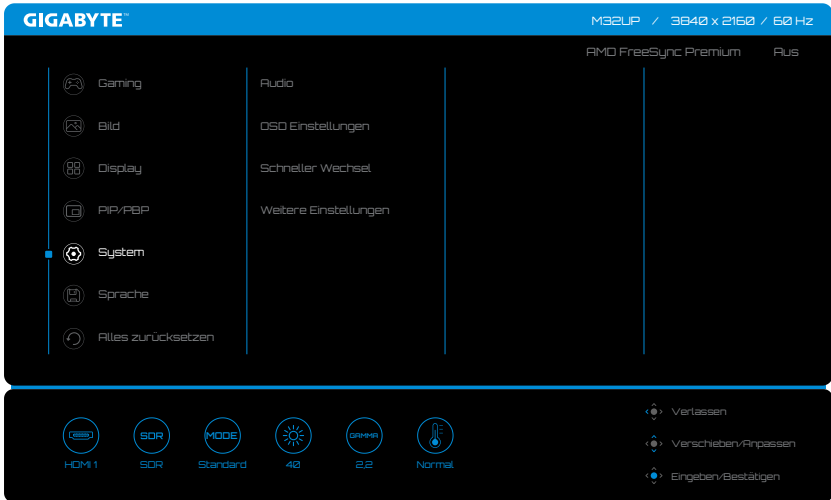 GIGABYTE™
M32UP / 3840 x 2160 / 60 Hz
AMD FreeSync Premium Aus
Gaming
Bild
Display
PIP/PBP
System
Sprache
Alles zurücksetzen
Audio
OSD Einstellungen
Schneller Wechsel
Weitere Einstellungen
SDR
MODE
GAMMA
HDMI 1
SDR
Standard
40
2.2
Normal
Verlassen
Verschieben/Anpassen
Eingeben/Bestätigen